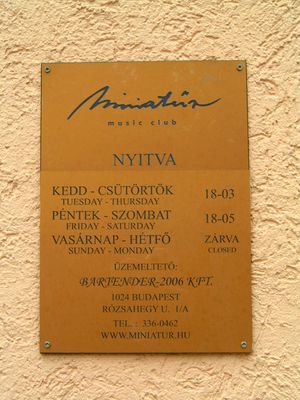 Miniatűr
music club
NYITVA
KEDD - CSÜTÖRTÖK 18-03
TUESDAY - THURSDAY
PÉNTEK - SZOMBAT 18-05
FRIDAY - SATURDAY
VASÁRNAP - HÉTFŐ ZÁRVA
SUNDAY - MONDAY CLOSED
ÜZEMELTETŐ:
BARTENDER-2006 KFT.
1024 BUDAPEST
RÓZSAHEGY U. 1/A
TEL. : 336-0462
WWW.MINIATUR.HU